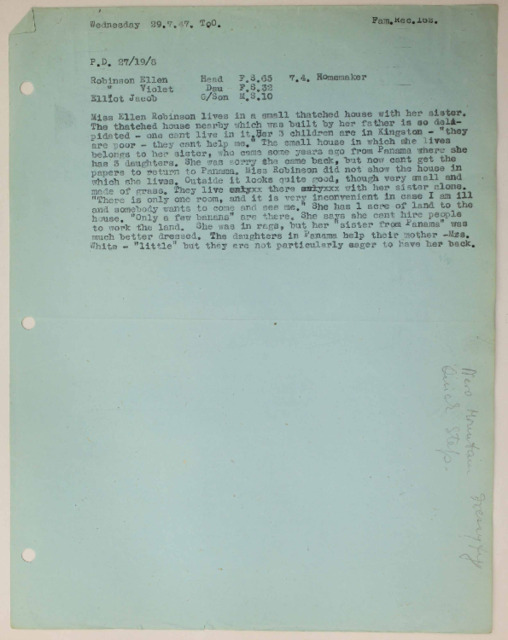 Wednesday 29.7.47. ToO. Fam.Rec.168.
P.D. 27/19/6
Robinson Ellen Head F.S.65 7.4. Homemaker
" Violet Dau F.S.32
Elliot Jacob G/Son M.S.10
Miss Ellen Robinson lives in a small thatched house with her sister.
The thatched house nearby which was built by her father is so dela-
pidated - one cant live in it. Her 3 children are in Kingston - "they
are poor - they cant help me." The small house in which she lives
belongs to her sister, who came some years ago from Panama where she
has 3 daughters. She was sorry she came back, but now cant get the
papers to return to Panama. Miss Robinson did not show the house in
which she lives. Outside it looks quite good, though very small and
made of grass. They live there with her sister alone.
"There is only one room, and it is very inconvenient in case I am ill
and somebody wants to come and see me." She has 1 acre of land to the
house. "Only a few banans" are there. She says she cant hire people
to work the land. She was in rags, but her "sister from Panama" was
much better dressed. The daughters in Panama help their mother -Mrs.
White - "little" but they are not particularly eager to have her back.
Mountain
Quick Step